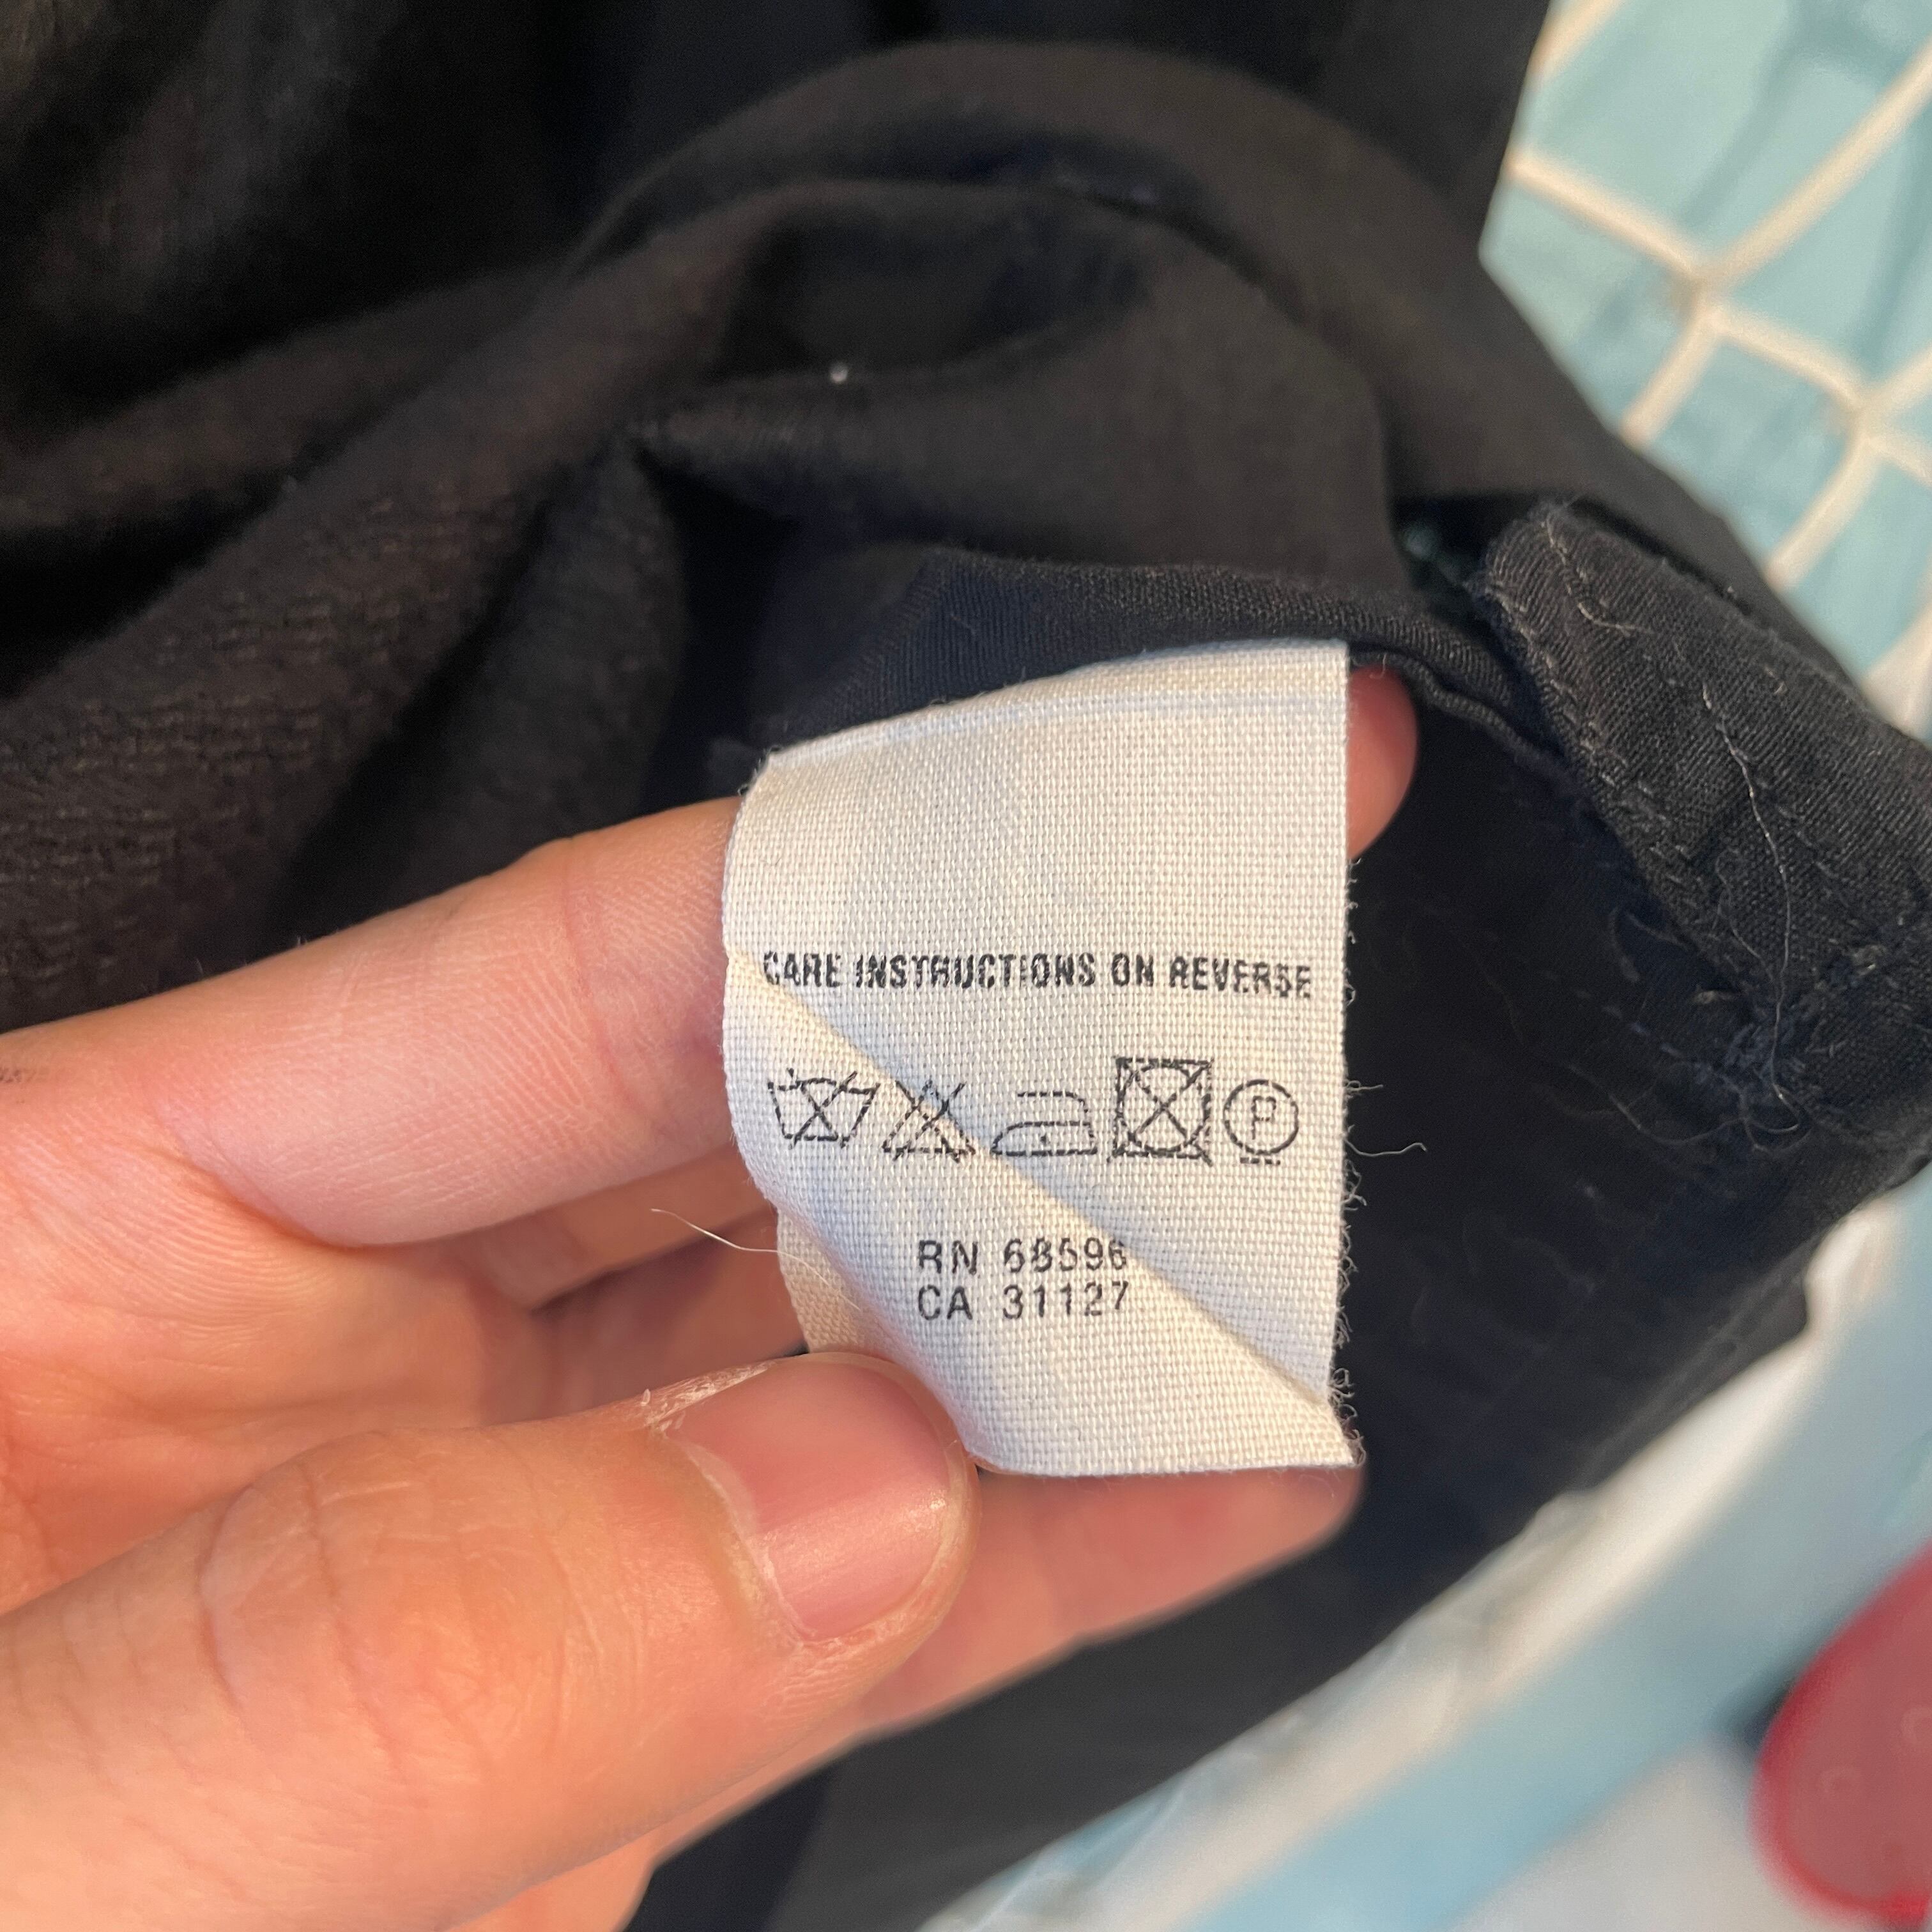 CARE INSTRUCTIONS ON REVERSE
P
RN 68596
CA 31127